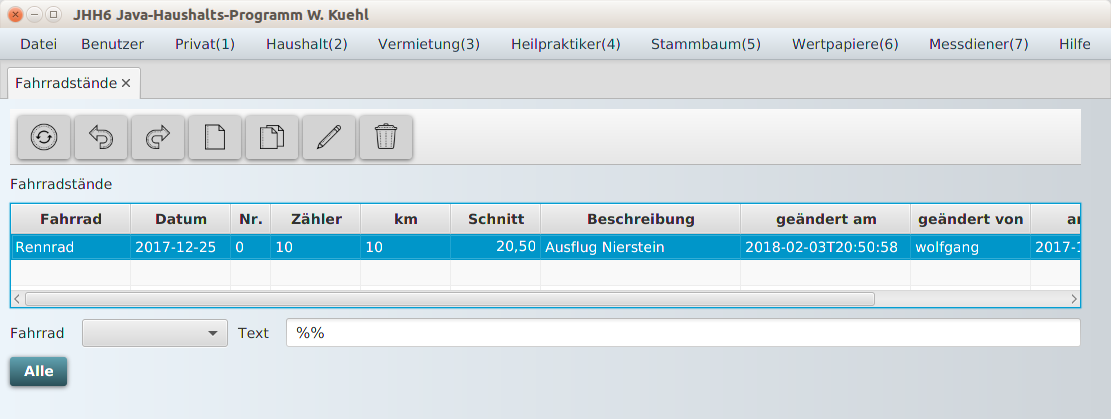 JHH6 Java-Haushalts-Programm W. Kuehl
Datei Benutzer Privat(1) Haushalt(2) Vermietung(3) Heilpraktiker(4) Stammbaum(5) Wertpapiere(6) Messdiener(7) Hilfe
Fahrradstände
Fahrradstände
Fahrrad Datum Nr. Zähler km Schnitt Beschreibung geändert am geändert von
Rennrad 2017-12-25 0 10 10 20,50 Ausflug Nierstein 2018-02-03T20:50:58 wolfgang 2017-
Fahrrad Text %%
Alle